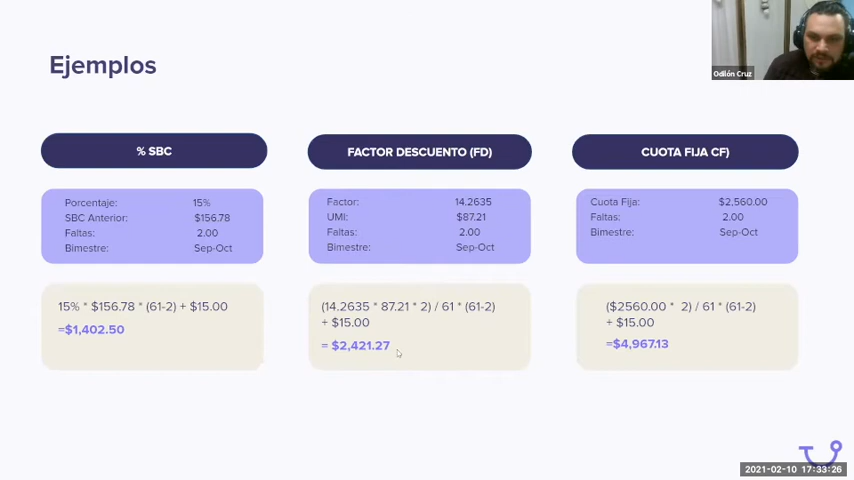 Ejemplos
Odilón Cruz
% SBC
Porcentaje: 15%
SBC Anterior: $156.78
Faltas: 2.00
Bimestre: Sep-Oct
15% * $156.78 * (61-2) + $15.00
=$1,402.50
FACTOR DESCUENTO (FD)
Factor: 14.2635
UMI: $87.21
Faltas: 2.00
Bimestre: Sep-Oct
(14.2635 * 87.21 * 2) / 61 * (61-2)
+ $15.00
= $2,421.27
CUOTA FIJA CF)
Cuota Fija: $2,560.00
Faltas: 2.00
Bimestre: Sep-Oct
($2560.00 * 2) / 61 * (61-2)
+ $15.00
=$4,967.13
2021-02-10 17:33:26